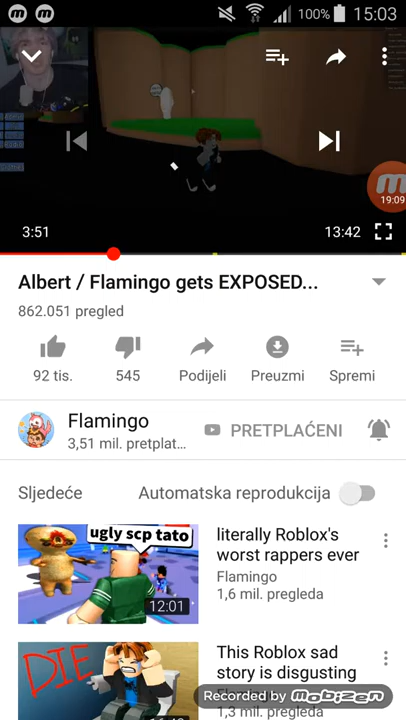 100% 15:03
19:09
3:51 13:42
Albert / Flamingo gets EXPOSED...
862.051 pregled
92 tis. 545 Podijeli Preuzmi Spremi
Flamingo
PRETPLAĆENI
3,51 mil. pretplat...
Sljedeće Automatska reprodukcija
ugly scp tato
12:01
literally Roblox's
worst rappers ever
Flamingo
1,6 mil. pregleda
DIE
This Roblox sad
story is disgusting
Recorded by mobizen
1,3 mil. pregleda